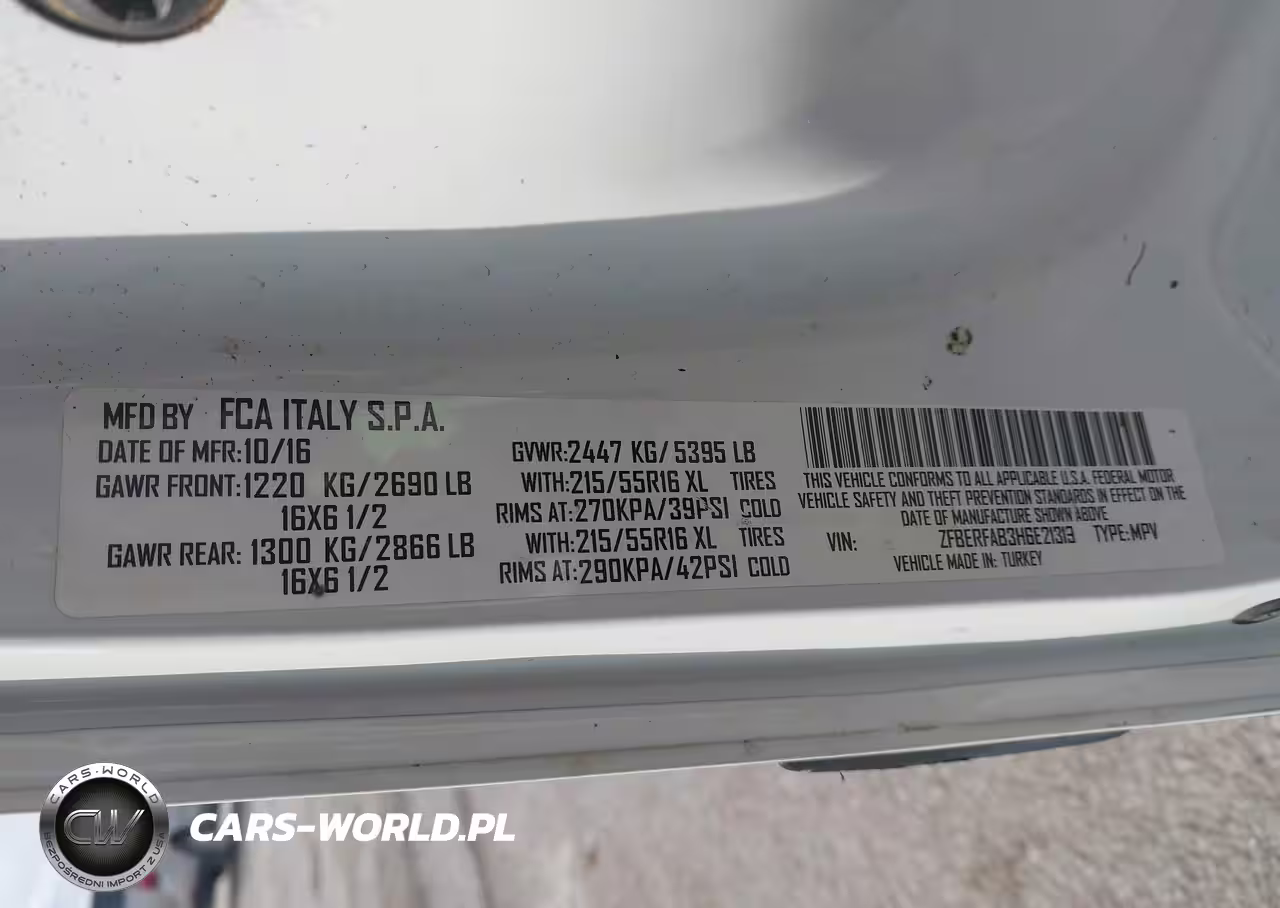 MFD BY FCA ITALY S.P.A.
DATE OF MFR:10/16
GAWR FRONT:1220 KG/2690 LB
16X6 1/2
GAWR REAR: 1300 KG/2866 LB
16X6 1/2
GVWR:2447 KG/5395 LB
WITH:215/55R16 XL TIRES
RIMS AT:270KPA/39PSI COLD
WITH:215/55R16 XL TIRES
RIMS AT:290KPA/42PSI COLD
THIS VEHICLE CONFORMS TO ALL APPLICABLE U.S.A. FEDERAL MOTOR
VEHICLE SAFETY AND THEFT PREVENTION STANDARDS IN EFFECT ON THE
DATE OF MANUFACTURE SHOWN ABOVE
VIN: ZFBERFAB3H6E21313 TYPE:MPV
VEHICLE MADE IN: TURKEY
CARS-WORLD
CW
BEZPOŚREDNI IMPORT Z USA
CARS-WORLD.PL